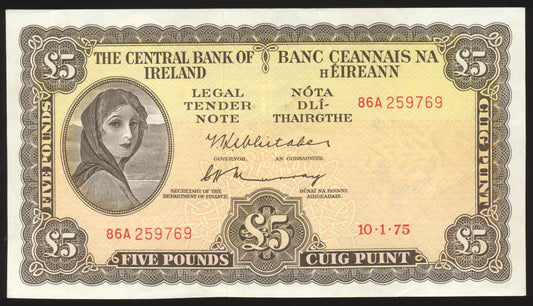 £5
£5
THE CENTRAL BANK OF IRELAND
BANC CEANNAIS NA hÉIREANN
LEGAL TENDER NOTE
NÓTA DLÍ-THAIRGTHE
86A 259769
FIVE POUNDS
CUIG PUINT
GOVERNOR.
AN GOBHARNÓIR.
SECRETARY OF THE DEPARTMENT OF FINANCE.
RÚNAÍ NA ROINNE AIRGEADAIS.
86A 259769
10·1·75
£5
£5
£5
FIVE POUNDS
CUIG PUINT